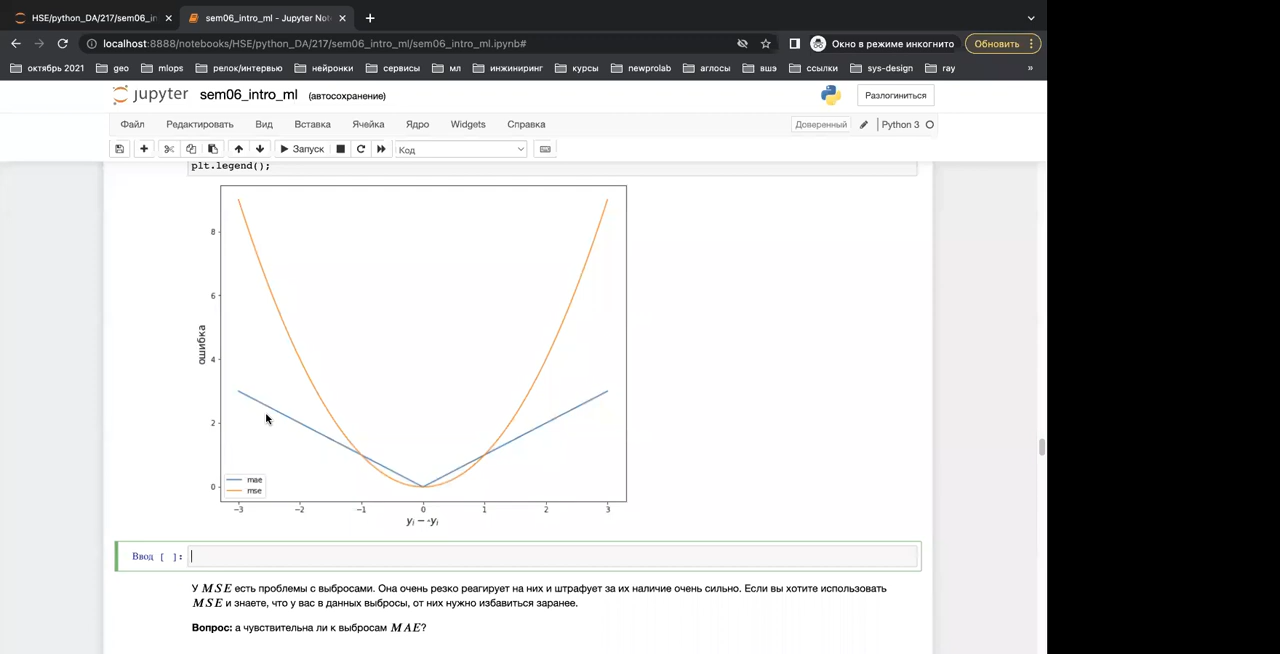 HSE/python_DA/217/sem06_in
sem06_intro_ml - Jupyter Not
localhost:8888/notebooks/HSE/python_DA/217/sem06_intro_ml/sem06_intro_ml.ipynb#
Окно в режиме инкогнито
Обновить
октябрь 2021 geo mlops релок/интервью нейронки сервисы мл инжиниринг курсы newprolab аглосы вшэ ссылки sys-design ray »
jupyter sem06_intro_ml (автосохранение)
Разлогиниться
Файл Редактировать Вид Вставка Ячейка Ядро Widgets Справка
Доверенный Python 3
Запуск Код
plt.legend();
8
6
4
2
0
ошибка
mae
mse
−3 −2 −1 0 1 2 3
yᵢ − -yᵢ
Ввод [ ]:
У MSE есть проблемы с выбросами. Она очень резко реагирует на них и штрафует за их наличие очень сильно. Если вы хотите использовать
MSE и знаете, что у вас в данных выбросы, от них нужно избавиться заранее.
Вопрос: а чувствительна ли к выбросам MAE?